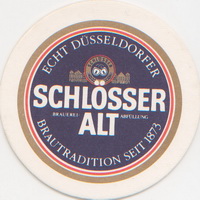 ECHT DÜSSELDORFER
SCHLÖSSER
BRAUEREI ABFÜLLUNG
ALT
BRAUTRADITION SEIT 1873